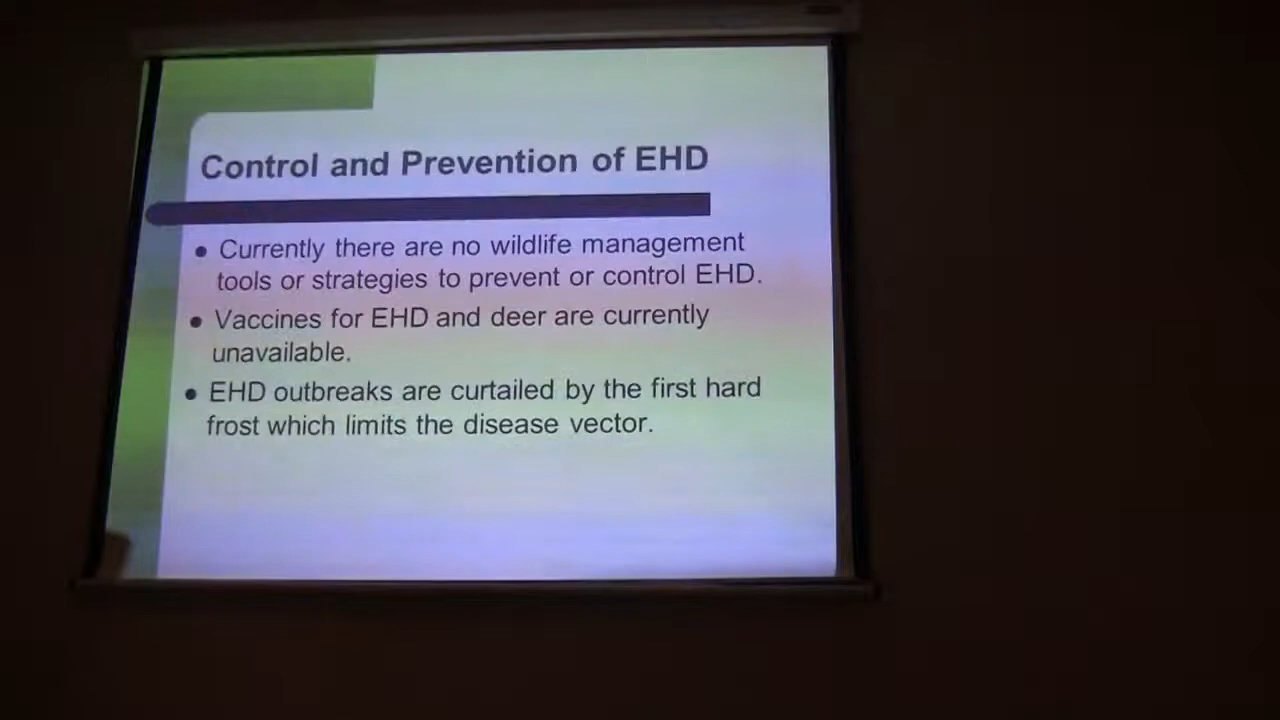 Control and Prevention of EHD
• Currently there are no wildlife management
tools or strategies to prevent or control EHD.
• Vaccines for EHD and deer are currently
unavailable.
• EHD outbreaks are curtailed by the first hard
frost which limits the disease vector.